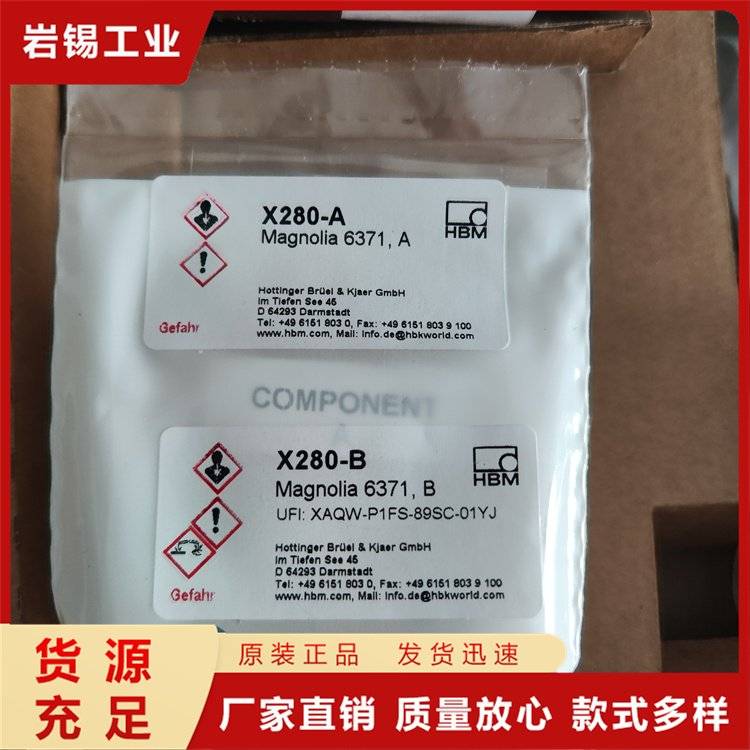 岩锡工业
X280-A
Magnolia 6371, A
HBM
Hottinger Brüel & Kjaer GmbH
Im Tiefen See 45
D 64293 Darmstadt
Tel: +49 6151 803 0, Fax: +49 6151 803 9 100
www.hbm.com, Mail: info.de@hbkworld.com
Gefahr
COMPONENT
A
X280-B
Magnolia 6371, B
UFI: XAQW-P1FS-89SC-01YJ
HBM
Hottinger Brüel & Kjaer GmbH
Im Tiefen See 45
D 64293 Darmstadt
Tel: +49 6151 803 0, Fax: +49 6151 803 9 100
www.hbm.com, Mail: info.de@hbkworld.com
Gefahr
货源
充足
原装正品 发货迅速
厂家直销 质量放心 款式多样